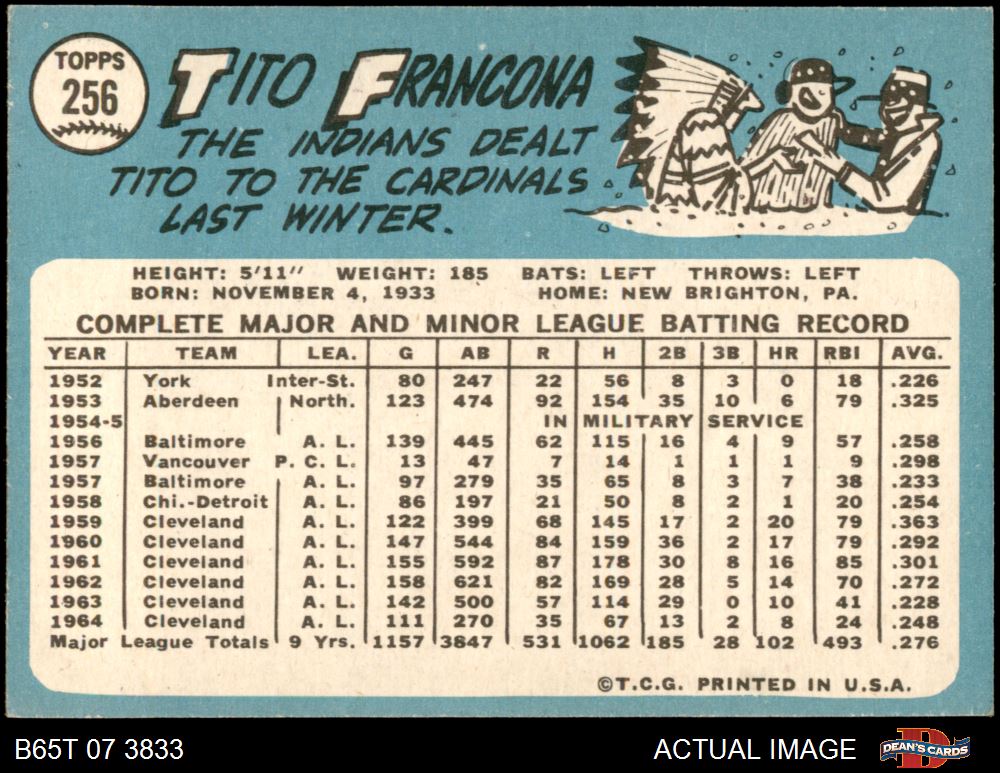 TOPPS
256
TITO FRANCONA
THE INDIANS DEALT
TITO TO THE CARDINALS
LAST WINTER.
HEIGHT: 5'11" WEIGHT: 185 BATS: LEFT THROWS: LEFT
BORN: NOVEMBER 4, 1933 HOME: NEW BRIGHTON, PA.
COMPLETE MAJOR AND MINOR LEAGUE BATTING RECORD
YEAR TEAM LEA. G AB R H 2B 3B HR RBI AVG.
1952 York Inter-St. 80 247 22 56 8 3 0 18 .226
1953 Aberdeen North. 123 474 92 154 35 10 6 79 .325
1954-5 IN MILITARY SERVICE
1956 Baltimore A. L. 139 445 62 115 16 4 9 57 .258
1957 Vancouver P. C. L. 13 47 7 14 1 1 1 9 .298
1957 Baltimore A. L. 97 279 35 65 8 3 7 38 .233
1958 Chi.-Detroit A. L. 86 197 21 50 8 2 1 20 .254
1959 Cleveland A. L. 122 399 68 145 17 2 20 79 .363
1960 Cleveland A. L. 147 544 84 159 36 2 17 79 .292
1961 Cleveland A. L. 155 592 87 178 30 8 16 85 .301
1962 Cleveland A. L. 158 621 82 169 28 5 14 70 .272
1963 Cleveland A. L. 142 500 57 114 29 0 10 41 .228
1964 Cleveland A. L. 111 270 35 67 13 2 8 24 .248
Major League Totals 9 Yrs. 1157 3847 531 1062 185 28 102 493 .276
©T.C.G. PRINTED IN U.S.A.
B65T 07 3833 ACTUAL IMAGE DEAN'S CARDS